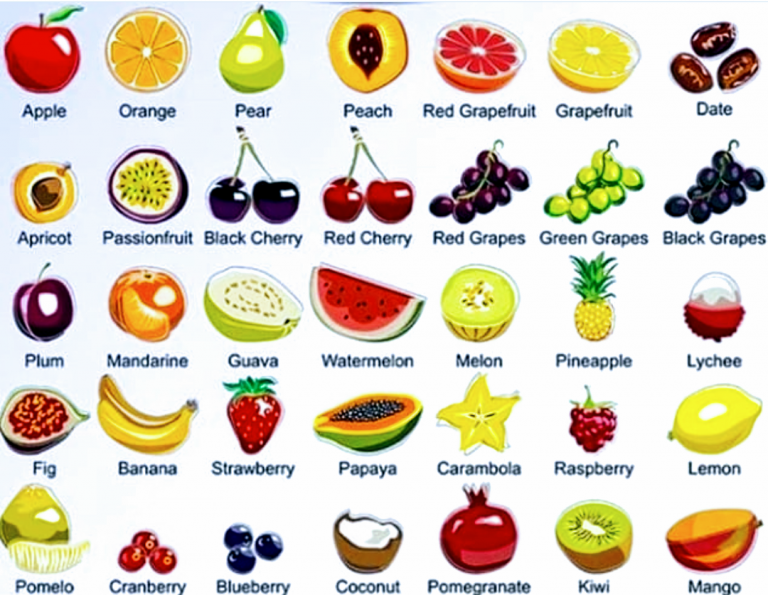 Apple Orange Pear Peach Red Grapefruit Grapefruit Date
Apricot Passionfruit Black Cherry Red Cherry Red Grapes Green Grapes Black Grapes
Plum Mandarine Guava Watermelon Melon Pineapple Lychee
Fig Banana Strawberry Papaya Carambola Raspberry Lemon
Pomelo Cranberry Blueberry Coconut Pomegranate Kiwi Mango